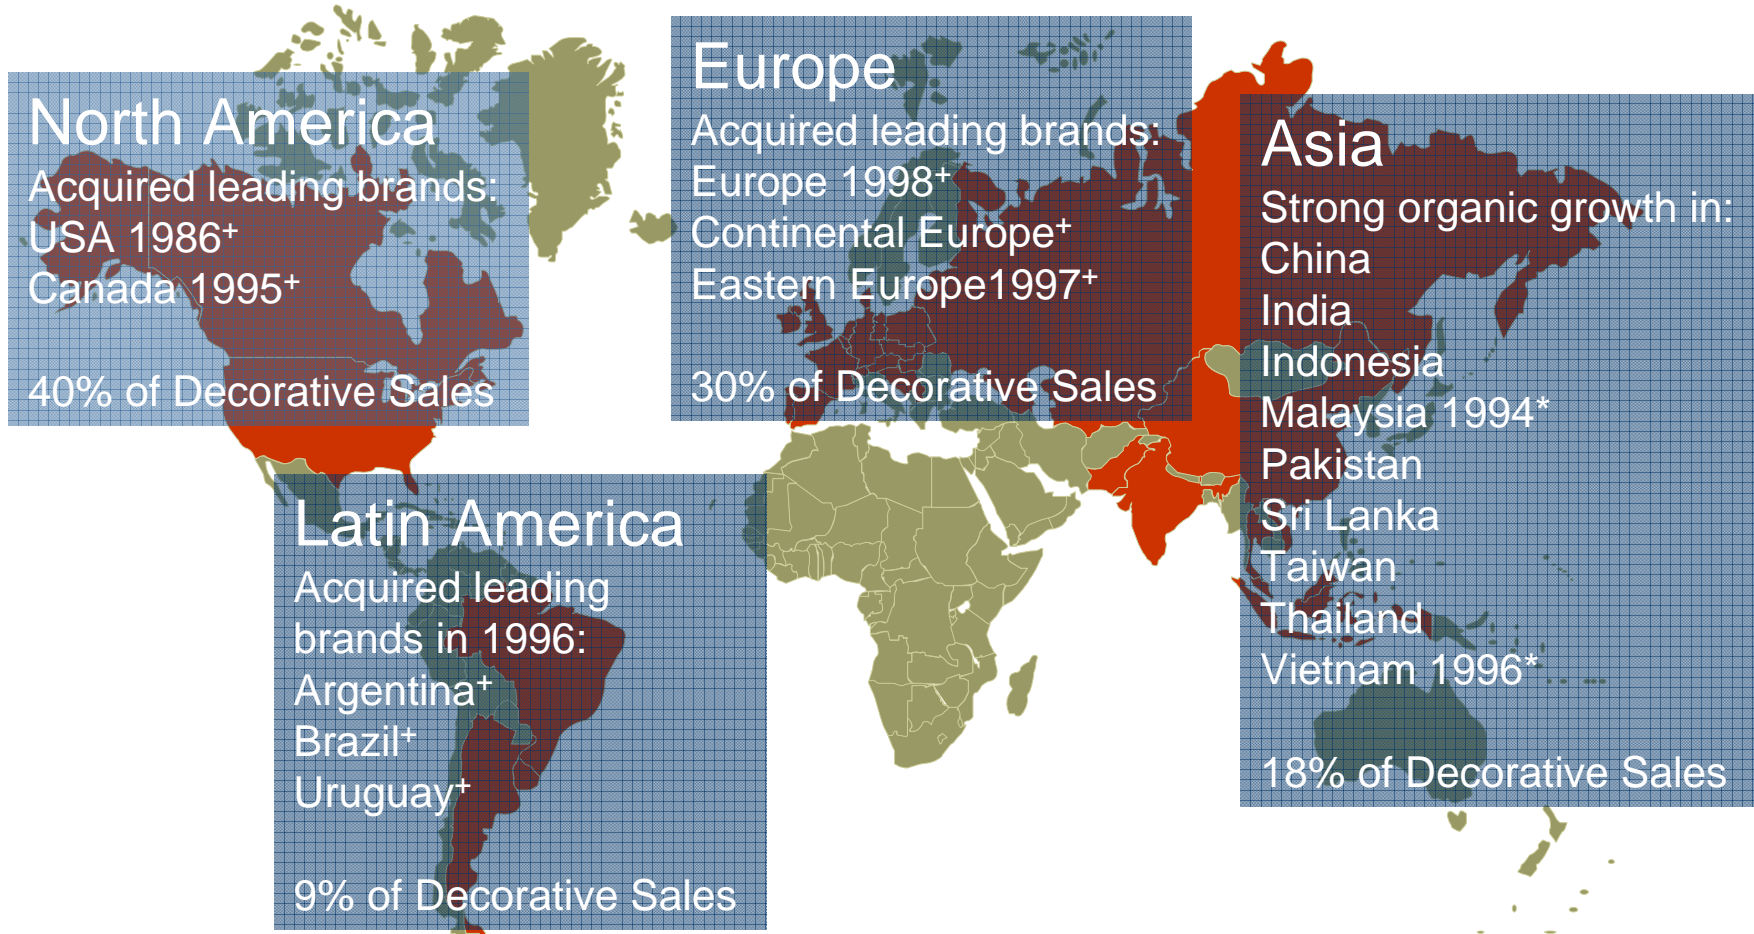 North America
Acquired leading brands:
USA 1986+
Canada 1995+
40% of Decorative Sales
Europe
Acquired leading brands:
Europe 1998+
Continental Europe+
Eastern Europe1997+
30% of Decorative Sales
Asia
Strong organic growth in:
China
India
Indonesia
Malaysia 1994*
Pakistan
Sri Lanka
Taiwan
Thailand
Vietnam 1996*
18% of Decorative Sales
Latin America
Acquired leading
brands in 1996:
Argentina+
Brazil+
Uruguay+
9% of Decorative Sales